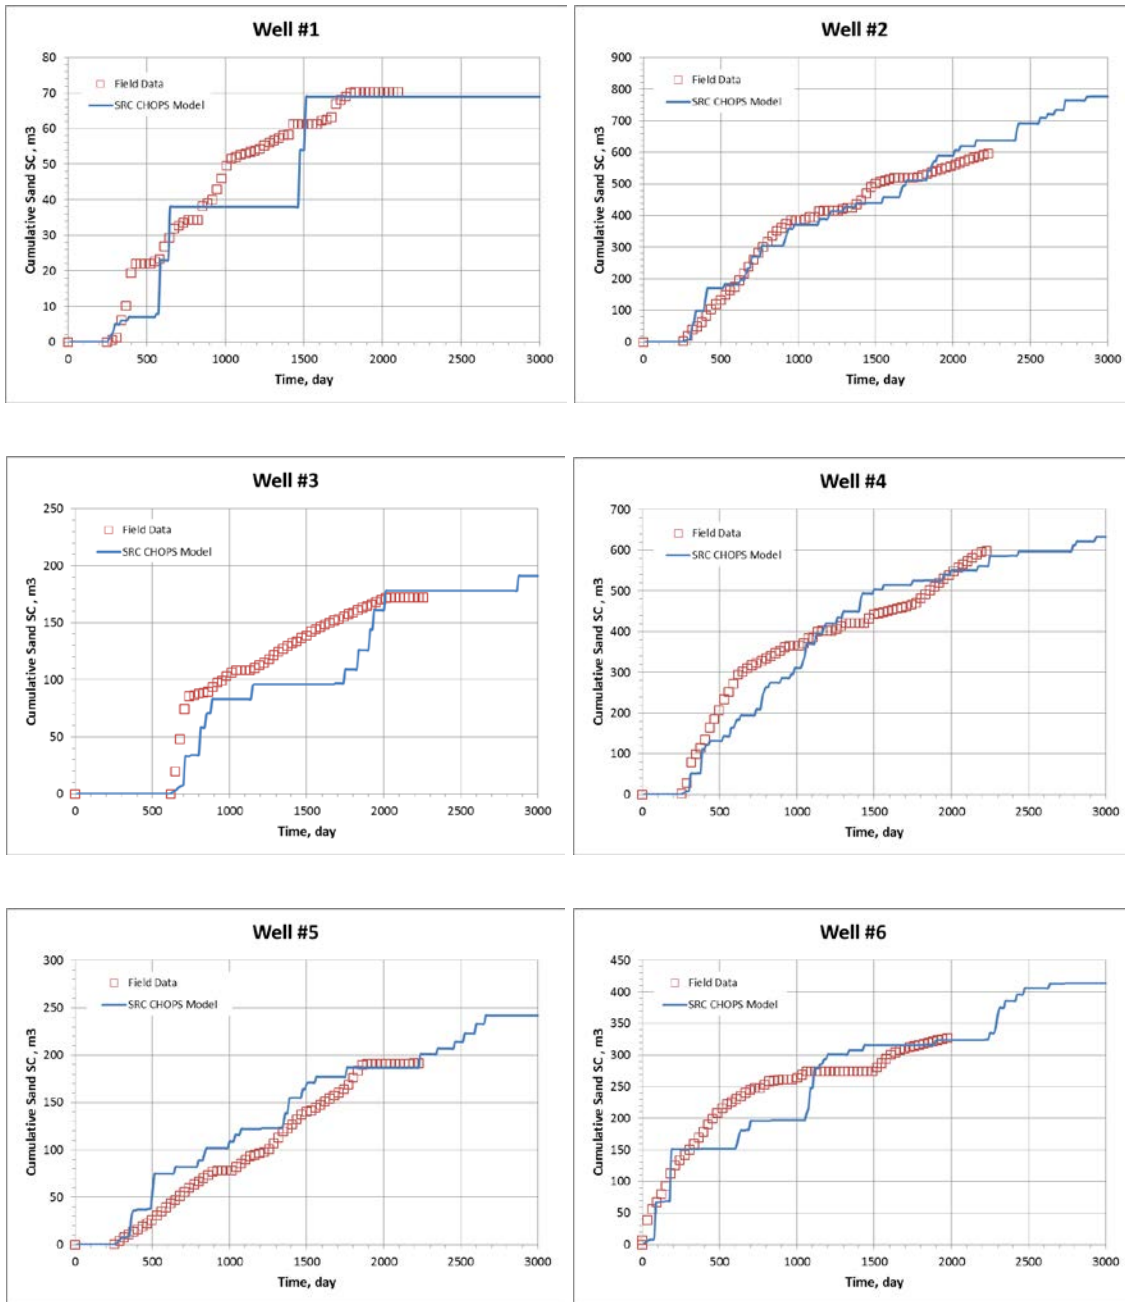 Well #1
80
70
60
50
40
30
20
10
0
Cumulative Sand SC , m3
Field Data
SRC CHOPS Model
0 500 1000 1500 2000 2500 3000
Time, day
Well #2
900
800
700
600
500
400
300
200
100
0
Cumulative Sand SC , m3
Field Data
SRC CHOPS Model
0 500 1000 1500 2000 2500 3000
Time, day
Well #3
250
200
150
100
50
0
Cumulative Sand SC , m3
Field Data
SRC CHOPS Model
0 500 1000 1500 2000 2500 3000
Time, day
Well #4
700
600
500
400
300
200
100
0
Cumulative Sand SC , m3
Field Data
SRC CHOPS Model
0 500 1000 1500 2000 2500 3000
Time, day
Well #5
300
250
200
150
100
50
0
Cumulative Sand SC , m3
Field Data
SRC CHOPS Model
0 500 1000 1500 2000 2500 3000
Time, day
Well #6
450
400
350
300
250
200
150
100
50
0
Cumulative Sand SC , m3
Field Data
SRC CHOPS Model
0 500 1000 1500 2000 2500 3000
Time, day